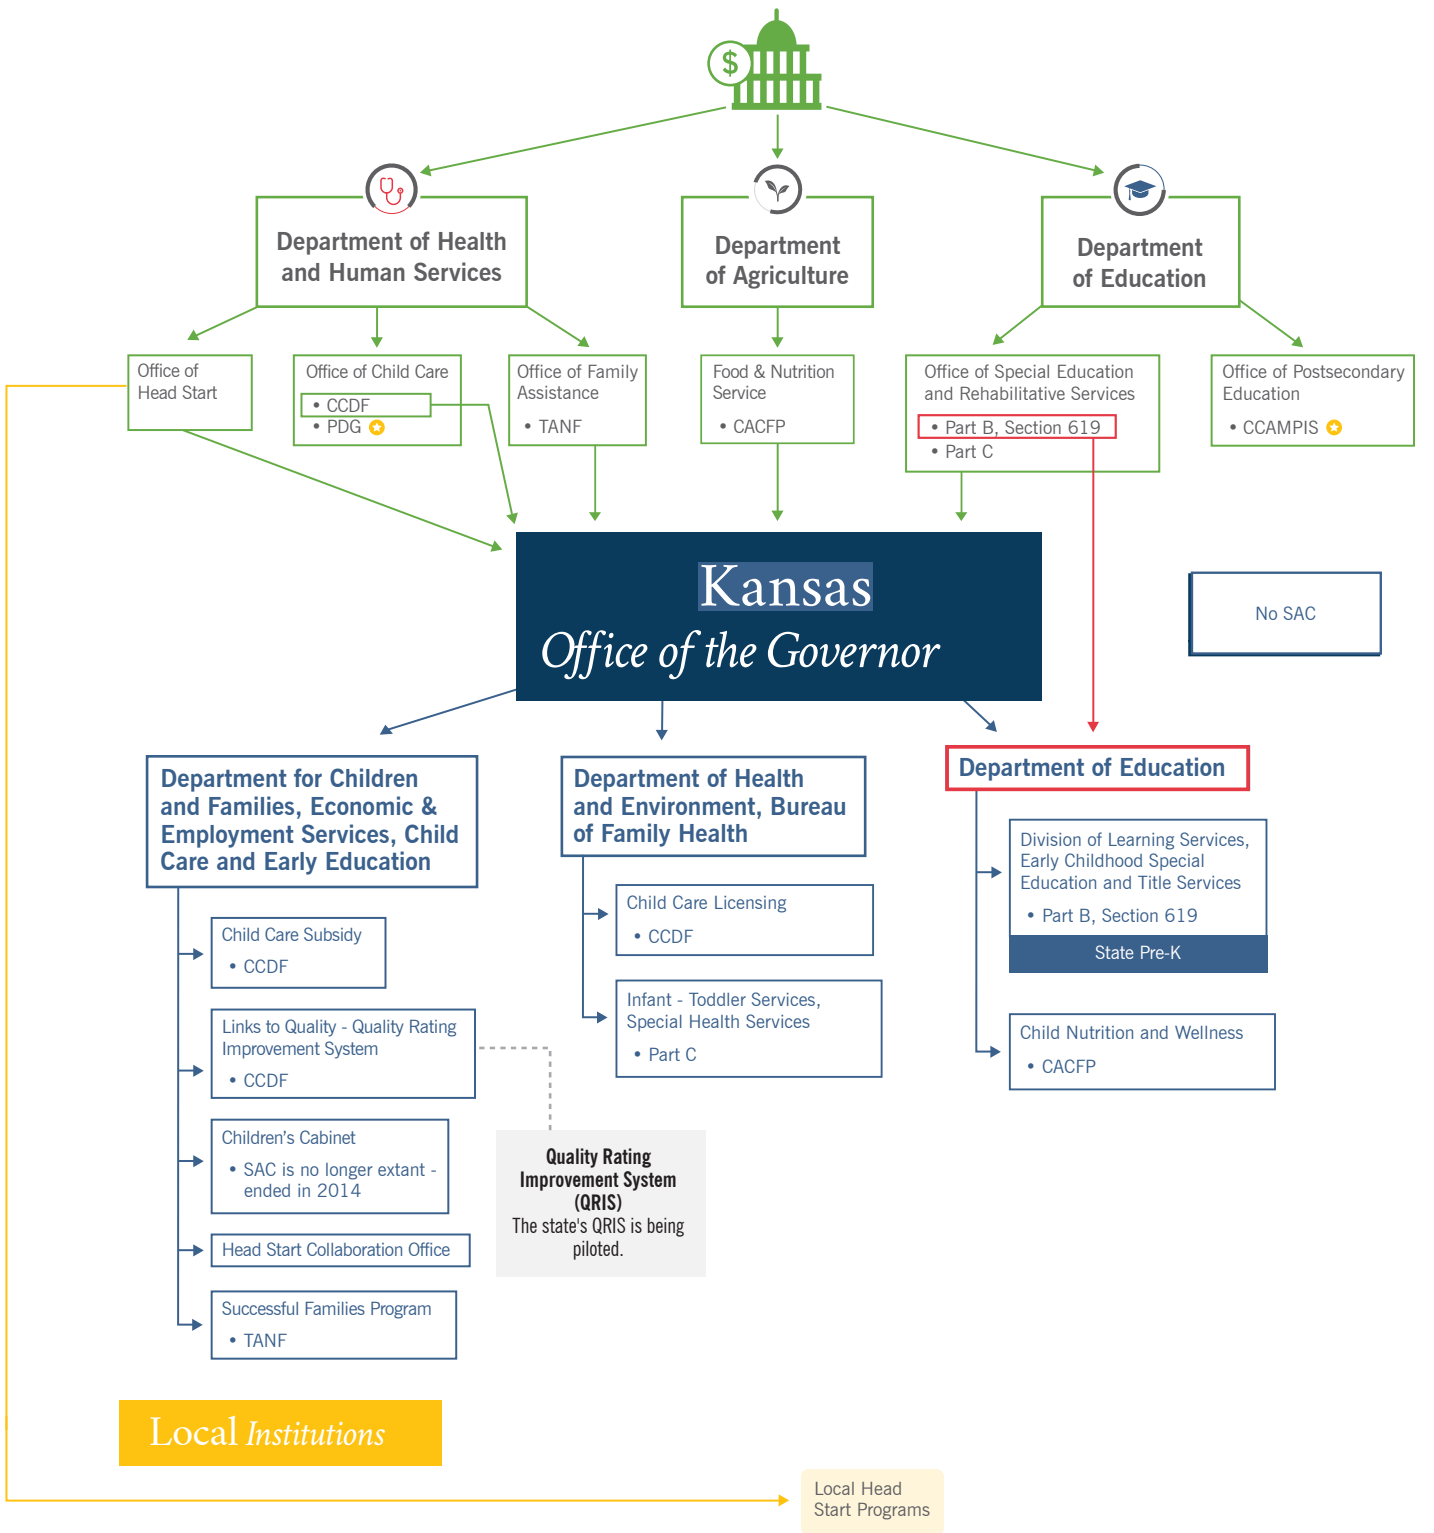 $
Department of Health
and Human Services
Department
of Agriculture
Department
of Education
Office of
Head Start
Office of Child Care
• CCDF
• PDG
Office of Family
Assistance
• TANF
Food & Nutrition
Service
• CACFP
Office of Special Education
and Rehabilitative Services
• Part B, Section 619
• Part C
Office of Postsecondary
Education
• CCAMPIS
Kansas
Office of the Governor
No SAC
Department for Children
and Families, Economic &
Employment Services, Child
Care and Early Education
Child Care Subsidy
• CCDF
Links to Quality - Quality Rating
Improvement System
• CCDF
Children's Cabinet
• SAC is no longer extant -
ended in 2014
Head Start Collaboration Office
Successful Families Program
• TANF
Quality Rating
Improvement System
(QRIS)
The state's QRIS is being
piloted.
Department of Health
and Environment, Bureau
of Family Health
Child Care Licensing
• CCDF
Infant - Toddler Services,
Special Health Services
• Part C
Department of Education
Division of Learning Services,
Early Childhood Special
Education and Title Services
• Part B, Section 619
State Pre-K
Child Nutrition and Wellness
• CACFP
Local Institutions
Local Head
Start Programs